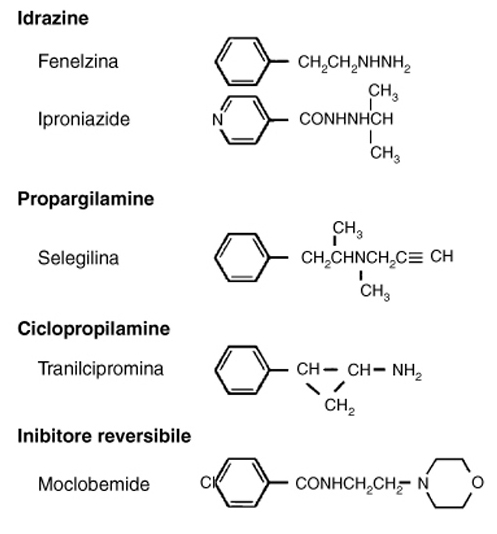 Idrazine
Fenelzina
CH₂CH₂NHNH₂
CH₃
Iproniazide
N
CONHNHCH
CH₃
Propargilamine
CH₃
Selegilina
CH₂CHNCH₂C≡ CH
CH₃
Ciclopropilamine
Tranilcipromina
CH – CH – NH₂
CH₂
Inibitore reversibile
Moclobemide
Cl
CONHCH₂CH₂ – N
O